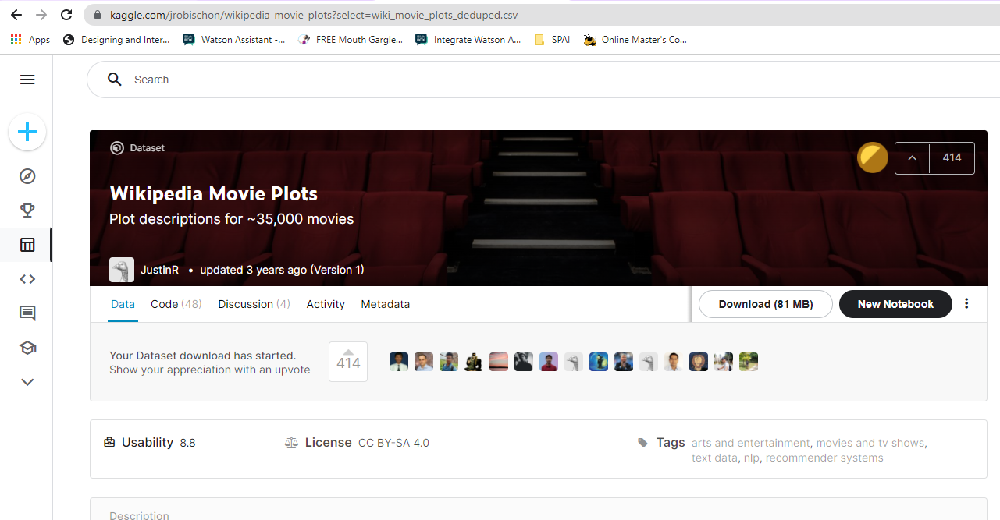 kaggle.com/jrobischon/wikipedia-movie-plots?select=wiki_movie_plots_deduped.csv
Apps Designing and Inter... Watson Assistant -... FREE Mouth Gargle... Integrate Watson A... SPAI Online Master's Co...
Search
Dataset
414
Wikipedia Movie Plots
Plot descriptions for ~35,000 movies
JustinR • updated 3 years ago (Version 1)
Data Code (48) Discussion (4) Activity Metadata Download (81 MB) New Notebook
Your Dataset download has started.
Show your appreciation with an upvote
414
Usability 8.8 License CC BY-SA 4.0 Tags arts and entertainment, movies and tv shows,
text data, nlp, recommender systems
Description